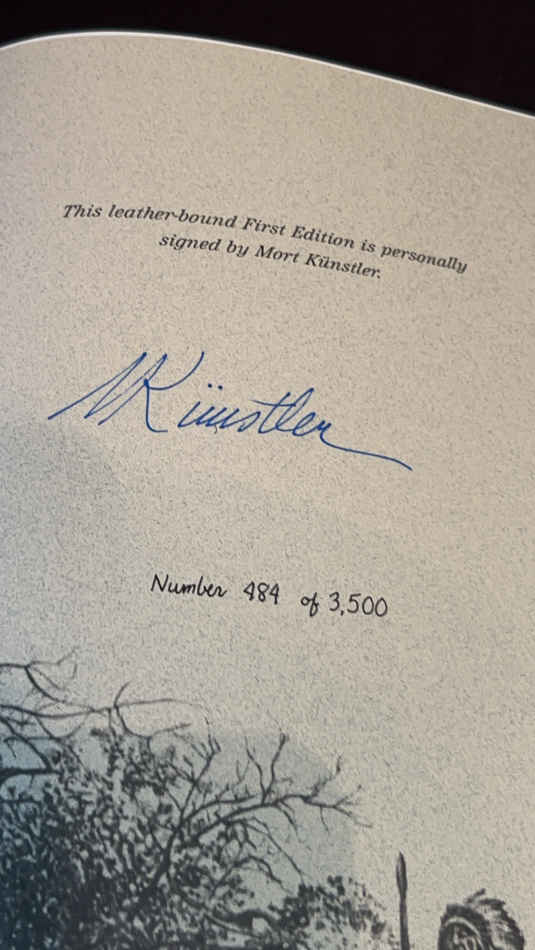 This leather-bound First Edition is personally
signed by Mort Künstler.
MKünstler
Number 484 of 3,500